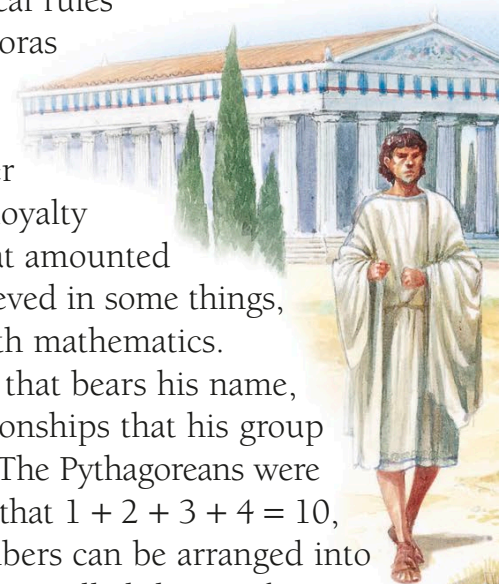 rules
oras
er
oyalty
at amounted
eved in some things,
th mathematics.
that bears his name,
onships that his group
The Pythagoreans were
that 1 + 2 + 3 + 4 = 10,
bers can be arranged into